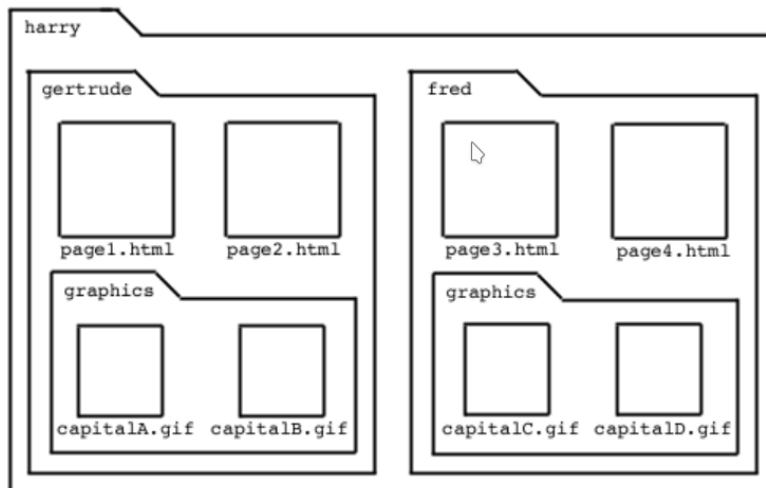 harry
gertrude
fred
page1.html
page2.html
page3.html
page4.html
graphics
graphics
capitalA.gif
capitalB.gif
capitalC.gif
capitalD.gif